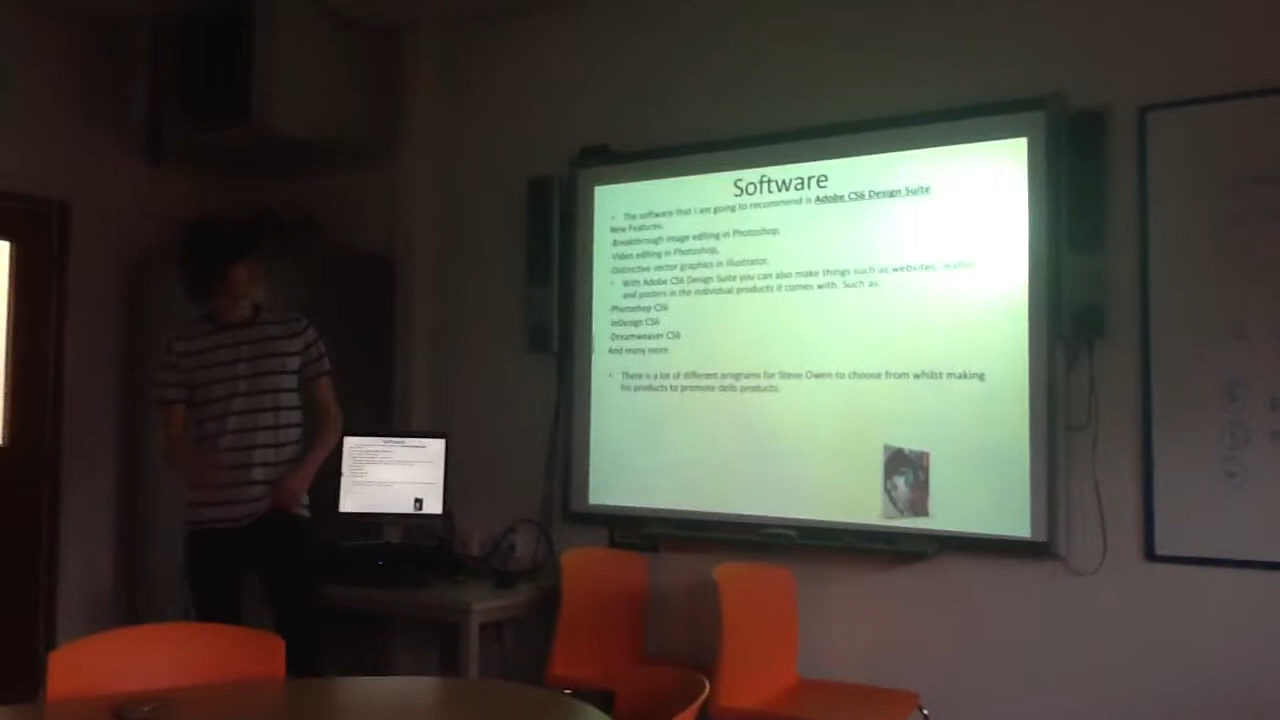 Software
• The software that i am going to recommend is Adobe CS6 Design Suite
New Features:
-Breakthrough image editing in Photoshop,
Video editing in Photoshop,
-Distinctive vector graphics in Illustrator.
• With Adobe CS6 Design Suite you can also make things such as websites,
and posters in the individual products it comes with. Such as
-Photoshop CS6
-InDesign CS6
-Dreamweaver CS6
And many more.
• There is a lot of different programs for Steve Owen to choose from whilst making
his products to promote products.